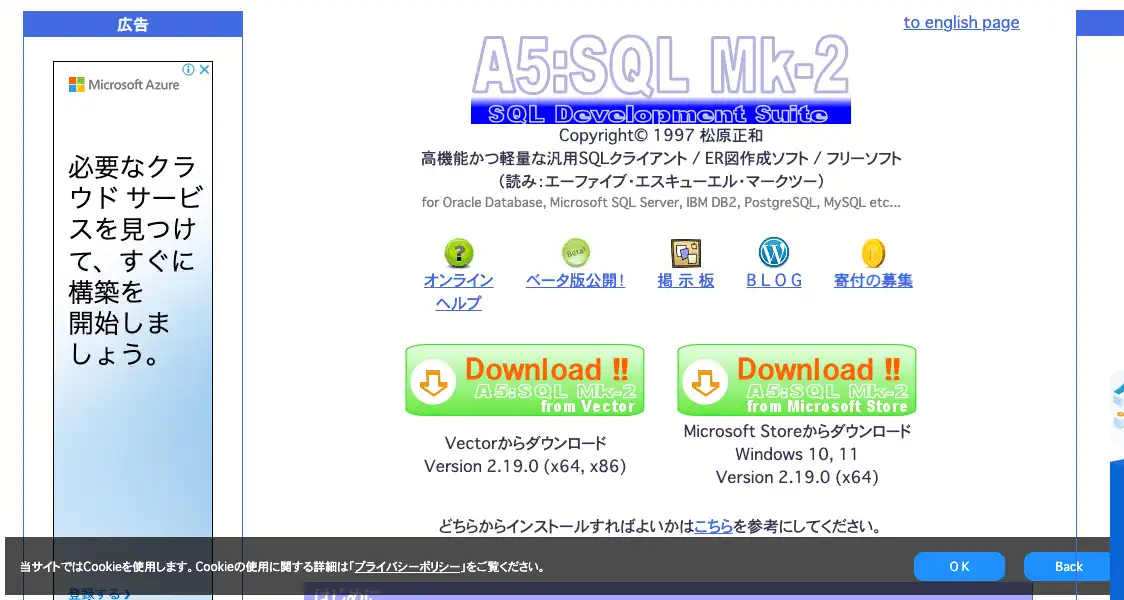 広告
Microsoft Azure
必要なクラ
ウド サービ
スを見つけ
て、すぐに
構築を
開始しま
しょう。
登録する
to english page
A5:SQL Mk-2
SQL Development Suite
Copyright© 1997 松原正和
高機能かつ軽量な汎用SQLクライアント / ER図作成ソフト / フリーソフト
(読み:エーファイブ・エスキューエル・マークツー)
for Oracle Database, Microsoft SQL Server, IBM DB2, PostgreSQL, MySQL etc...
Beta!
オンライン
ヘルプ
ベータ版公開!
掲 示 板
ＢＬＯＧ
寄付の募集
Download !!
A5:SQL Mk-2
from Vector
Vectorからダウンロード
Version 2.19.0 (x64, x86)
Download !!
A5:SQL Mk-2
from Microsoft Store
Microsoft Storeからダウンロード
Windows 10, 11
Version 2.19.0 (x64)
どちらからインストールすればよいかはこちらを参考にしてください。
はじめに
当サイトではCookieを使用します。Cookieの使用に関する詳細は「プライバシーポリシー」をご覧ください。
O K
Back